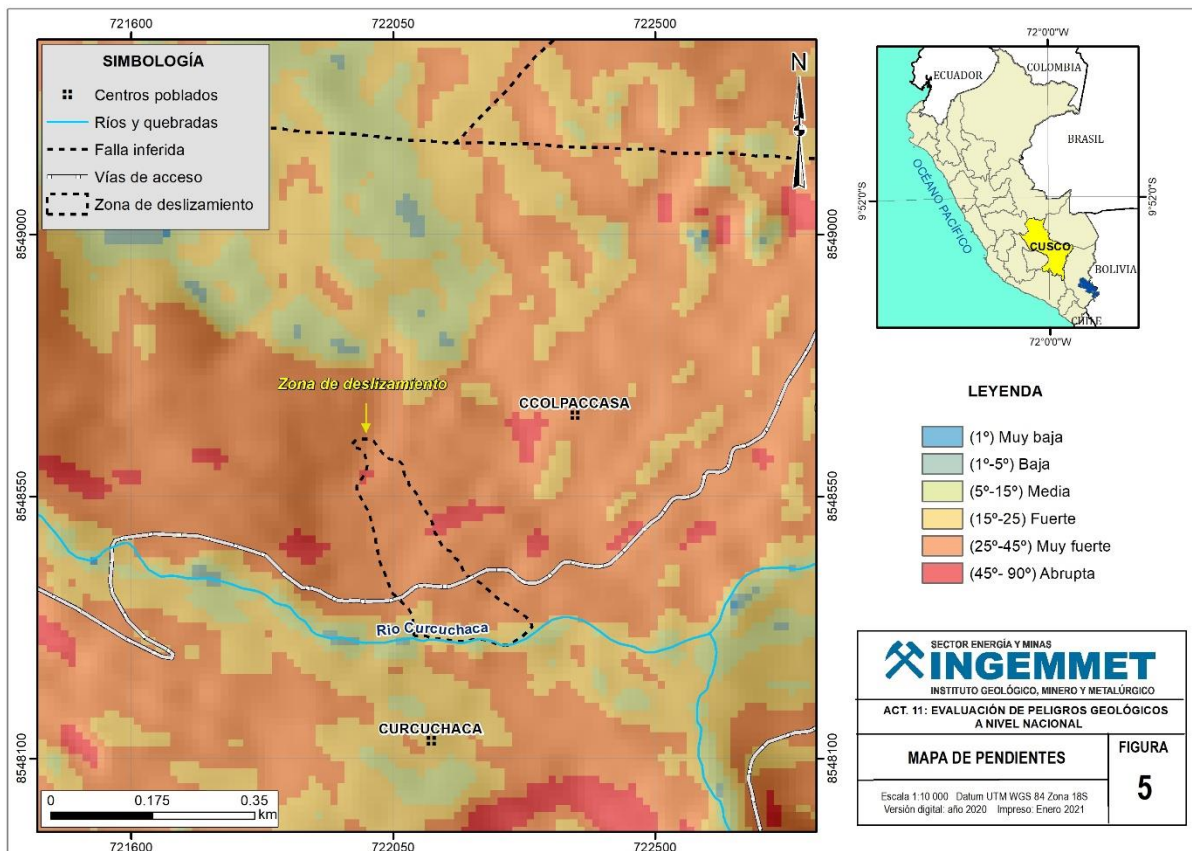 721600
722050
722500
SIMBOLOGÍA
Centros poblados
Ríos y quebradas
Falla inferida
Vías de acceso
Zona de deslizamiento
N
8549000
8549000
Zona de deslizamiento
CCOLPACCASA
8548550
8548550
Río Curcuchaca
CURCUCHACA
8548100
8548100
0
0.175
0.35
km
721600
722050
722500
72°0'0"W
ECUADOR
COLOMBIA
BRASIL
OCÉANO PACÍFICO
9°52'0"S
9°52'0"S
CUSCO
BOLIVIA
CHILE
72°0'0"W
LEYENDA
(1º) Muy baja
(1º-5º) Baja
(5º-15º) Media
(15º-25) Fuerte
(25º-45º) Muy fuerte
(45º- 90º) Abrupta
SECTOR ENERGÍA Y MINAS
INGEMMET
INSTITUTO GEOLÓGICO, MINERO Y METALÚRGICO
ACT. 11: EVALUACIÓN DE PELIGROS GEOLÓGICOS
A NIVEL NACIONAL
MAPA DE PENDIENTES
FIGURA
5
Escala 1:10 000 Datum UTM WGS 84 Zona 18S
Versión digital: año 2020 Impreso: Enero 2021